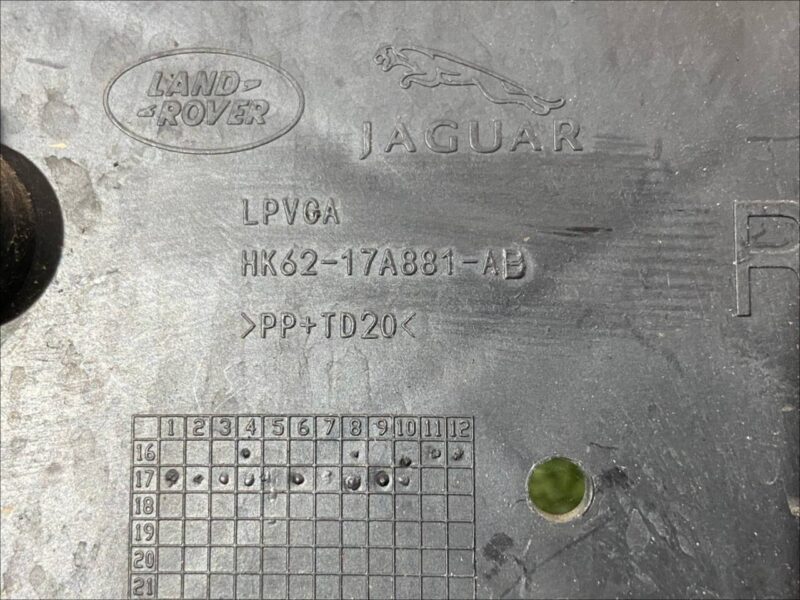 LAND-
-ROVER
JAGUAR
LPVGA
HK62-17A881-AB
R
>PP+TD20<
1 2 3 4 5 6 7 8 9 10 11 12
16
17
18
19
20
21